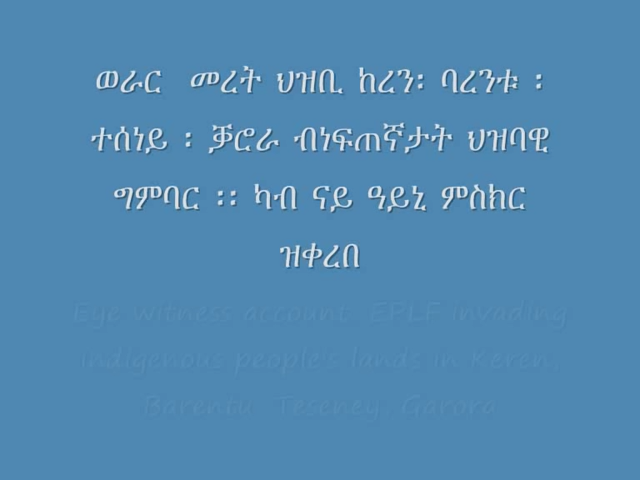 ወራር መረት ህዝቢ ከረን፡ ባረንቱ ፡
ተሰነይ ፡ ቓሮራ ብነፍጠኛታት ህዝባዊ
ግምባር ፡፡ ካብ ናይ ዓይኒ ምስክር
ዝቀረበ
Eye witness account EPLF invading
indigenous people's lands in Keren,
Barentu Teseney Garora